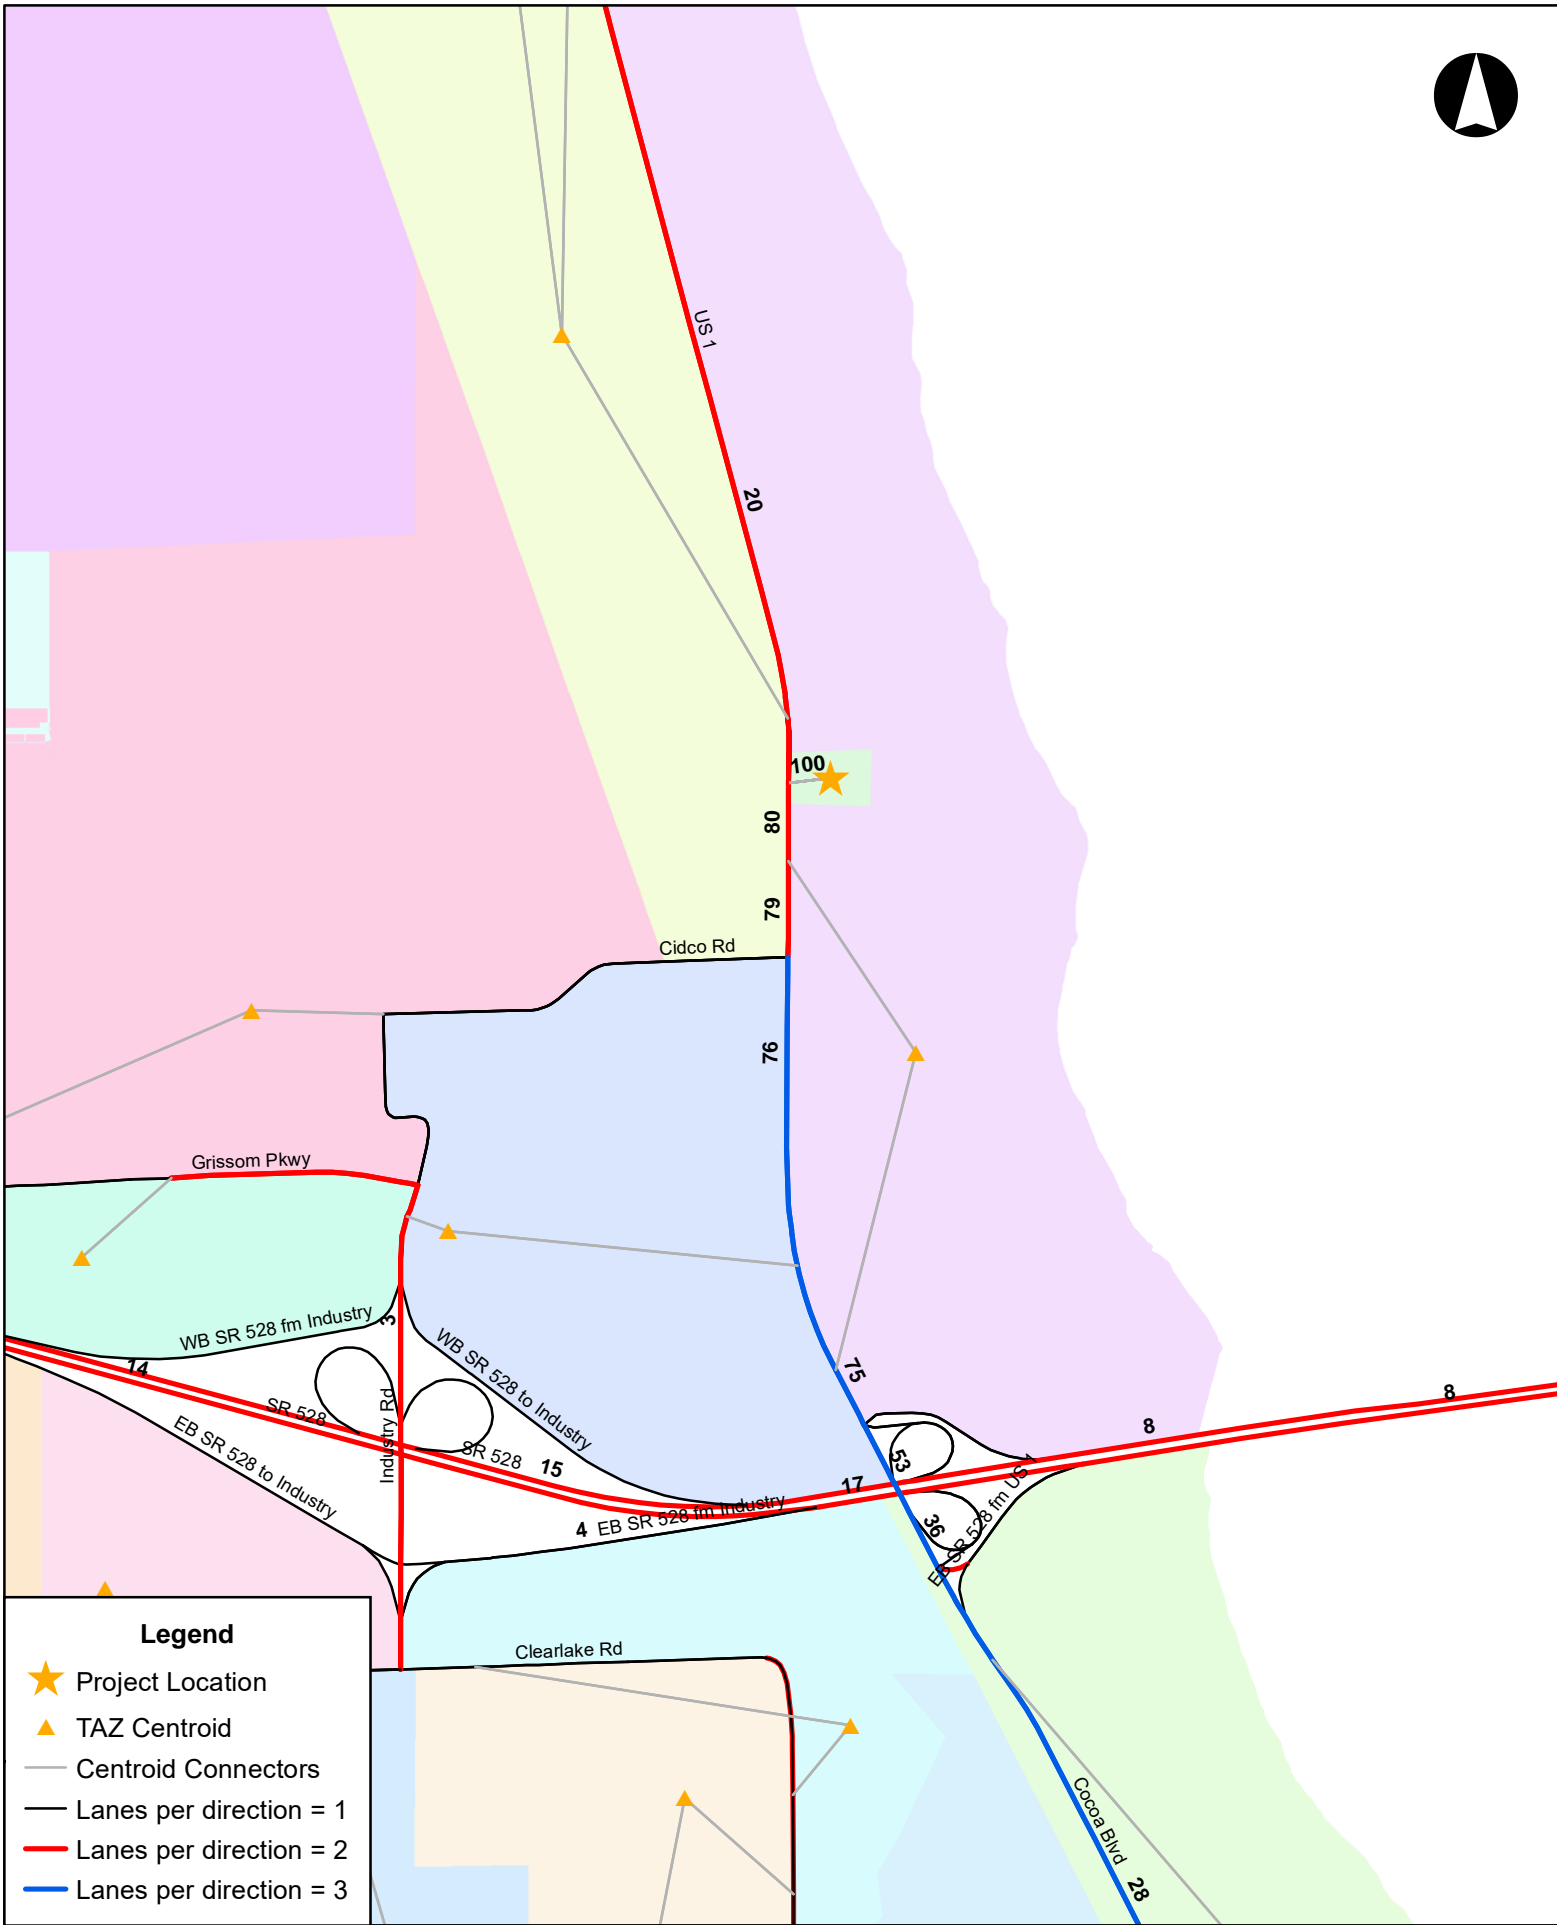 US 1
20
100
80
79
Cidco Rd
76
Grissom Pkwy
WB SR 528 fm Industry
3
WB SR 528 to Industry
14
75
8
8
SR 528
Industry Rd
EB SR 528 to Industry
SR 528
15
53
17
EB SR 528 fm US 1
36
4
EB SR 528 fm Industry
Clearlake Rd
Cocoa Blvd
28
Legend
Project Location
TAZ Centroid
Centroid Connectors
Lanes per direction = 1
Lanes per direction = 2
Lanes per direction = 3